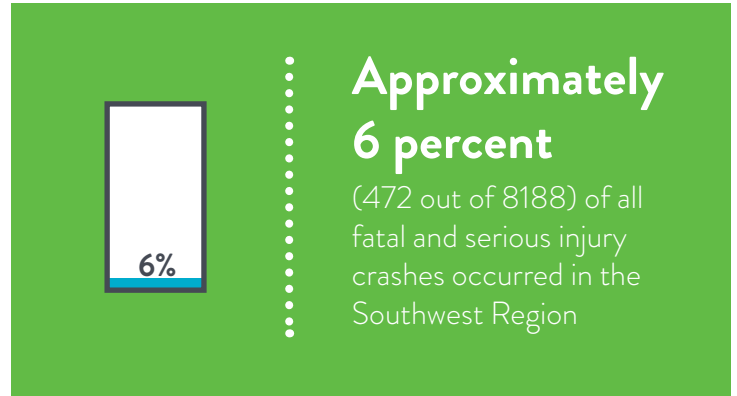 6%
Approximately
6 percent
(472 out of 8188) of all
fatal and serious injury
crashes occurred in the
Southwest Region